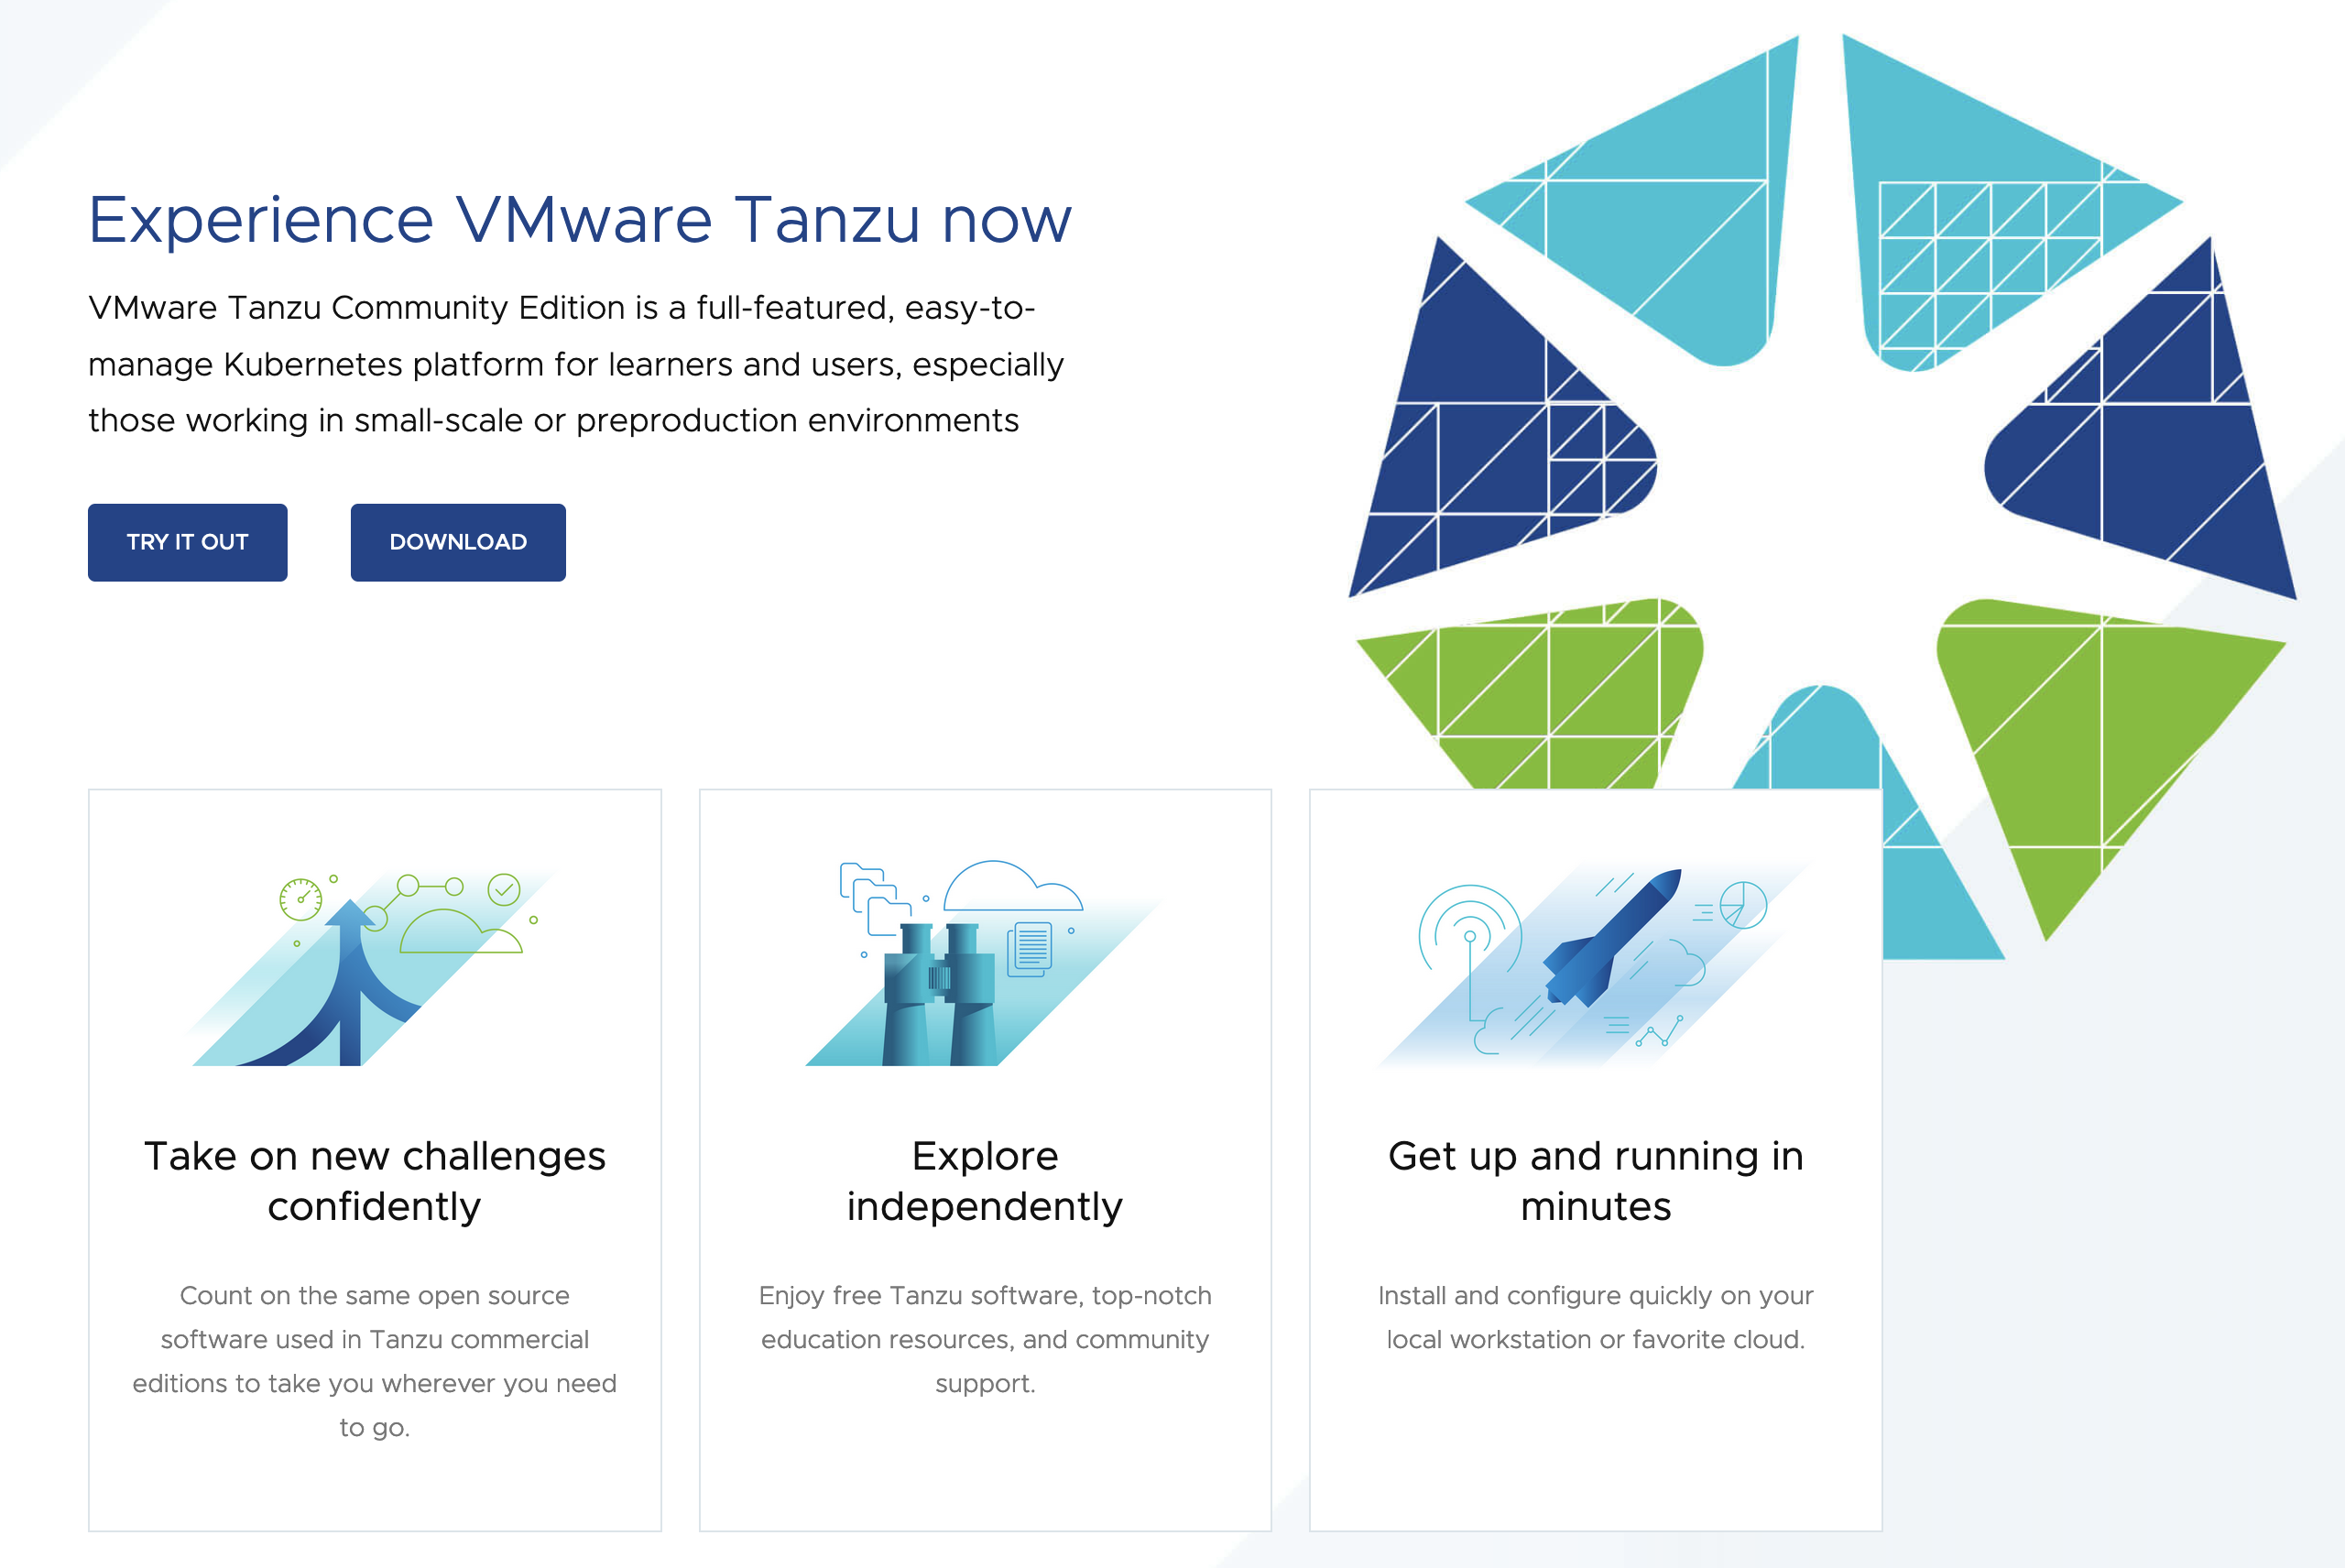 Experience VMware Tanzu now
VMware Tanzu Community Edition is a full-featured, easy-to-
manage Kubernetes platform for learners and users, especially
those working in small-scale or preproduction environments
TRY IT OUT
DOWNLOAD
Take on new challenges
confidently
Count on the same open source
software used in Tanzu commercial
editions to take you wherever you need
to go.
Explore
independently
Enjoy free Tanzu software, top-notch
education resources, and community
support.
Get up and running in
minutes
Install and configure quickly on your
local workstation or favorite cloud.